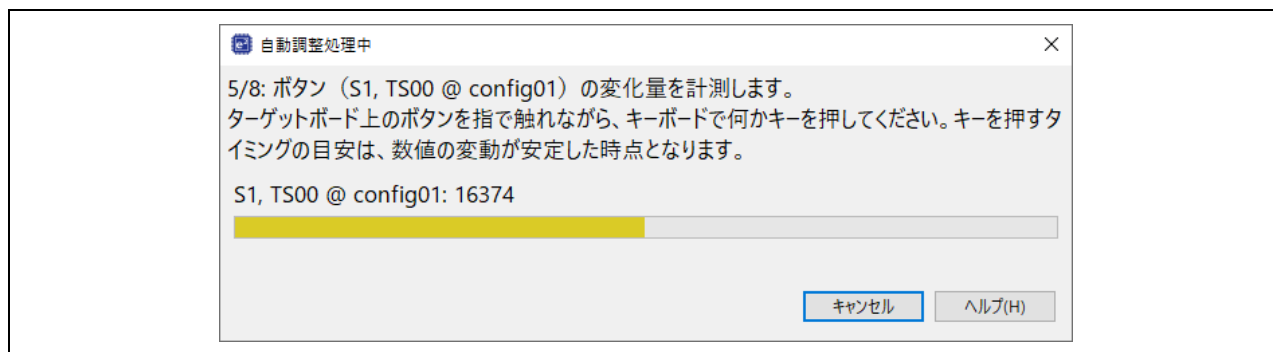 自動調整処理中
5/8: ボタン（S1, TS00 @ config01）の変化量を計測します。
ターゲットボード上のボタンを指で触れながら、キーボードで何かキーを押してください。キーを押すタ
イミングの目安は、数値の変動が安定した時点となります。
S1, TS00 @ config01: 16374
キャンセル
ヘルプ(H)